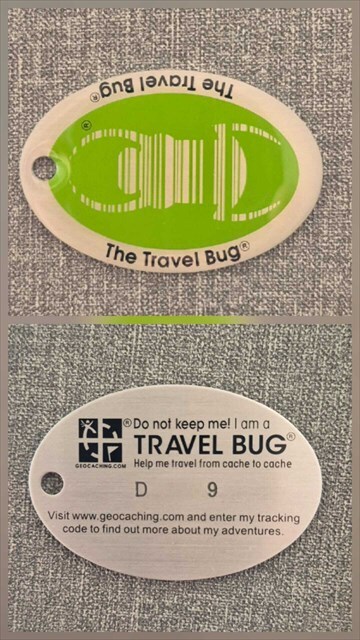 The Travel Bug®
®
The Travel Bug®
® Do not keep me! I am a
TRAVEL BUG®
GEOCACHING.COM
Help me travel from cache to cache
D 9
Visit www.geocaching.com and enter my tracking
code to find out more about my adventures.